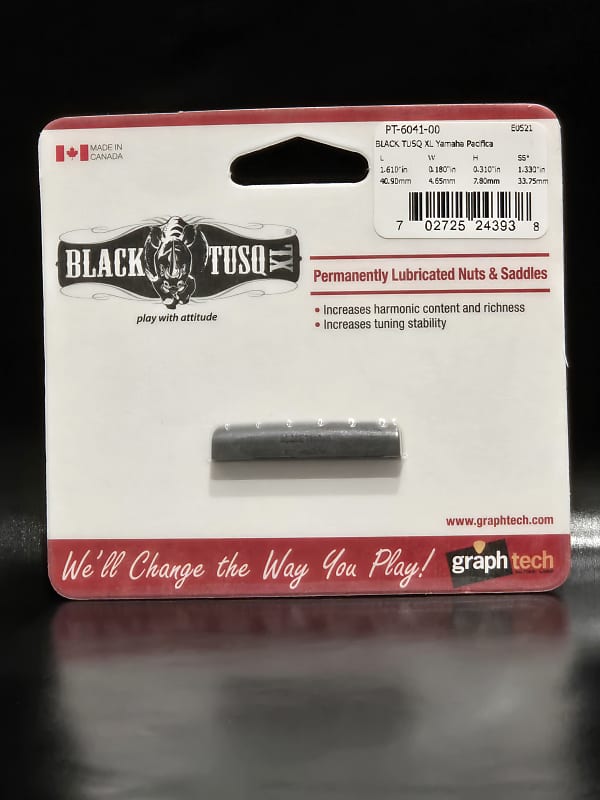 MADE IN
CANADA
PT-6041-00 EU521
BLACK TUSQ XL Yamaha Pacifica
L W H SS"
1.610"in 0.180"in 0.310"in 1.330"in
40.90mm 4.65mm 7.80mm 33.75mm
7 02725 24393 8
BLACK TUSQ XL ®
play with attitude
Permanently Lubricated Nuts & Saddles
• Increases harmonic content and richness
• Increases tuning stability
www.graphtech.com
We'll Change the Way You Play!
graph tech